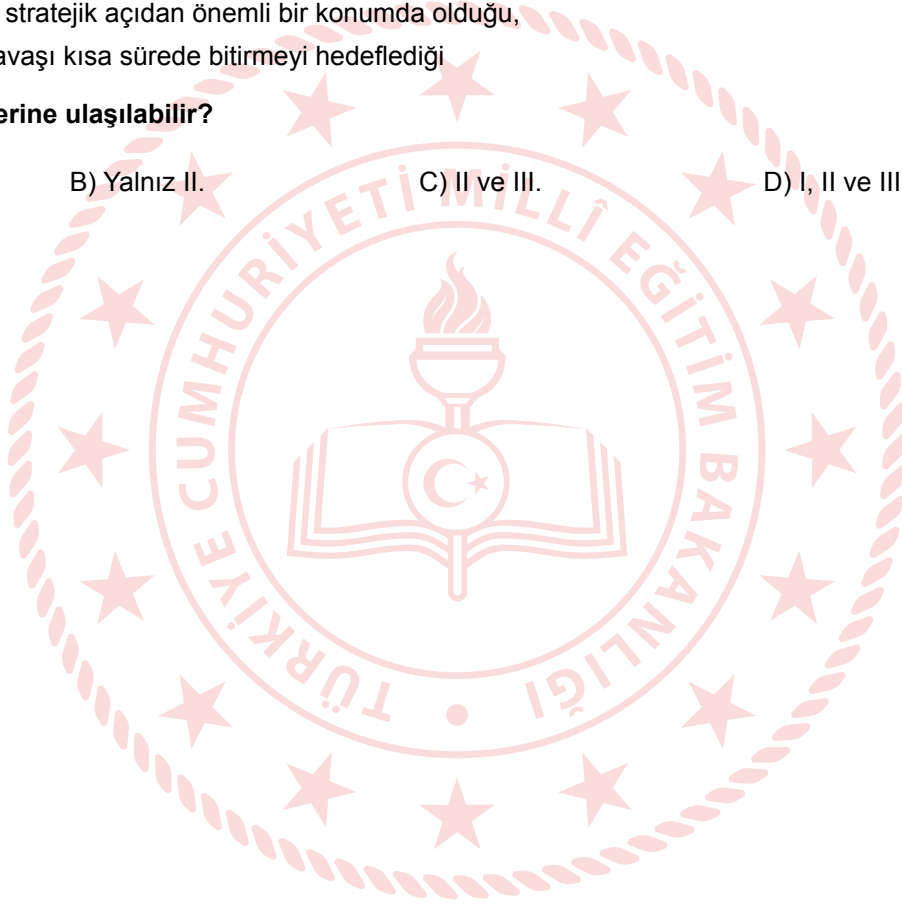 stratejik açıdan önemli bir konumda olduğu,
avaşı kısa sürede bitirmeyi hedeflediği
erine ulaşılabilir?
B) Yalnız II. C) II ve III. D) I, II ve III
TÜRKİYE CUMHURİYETİ MİLLÎ EĞİTİM BAKANLIĞI